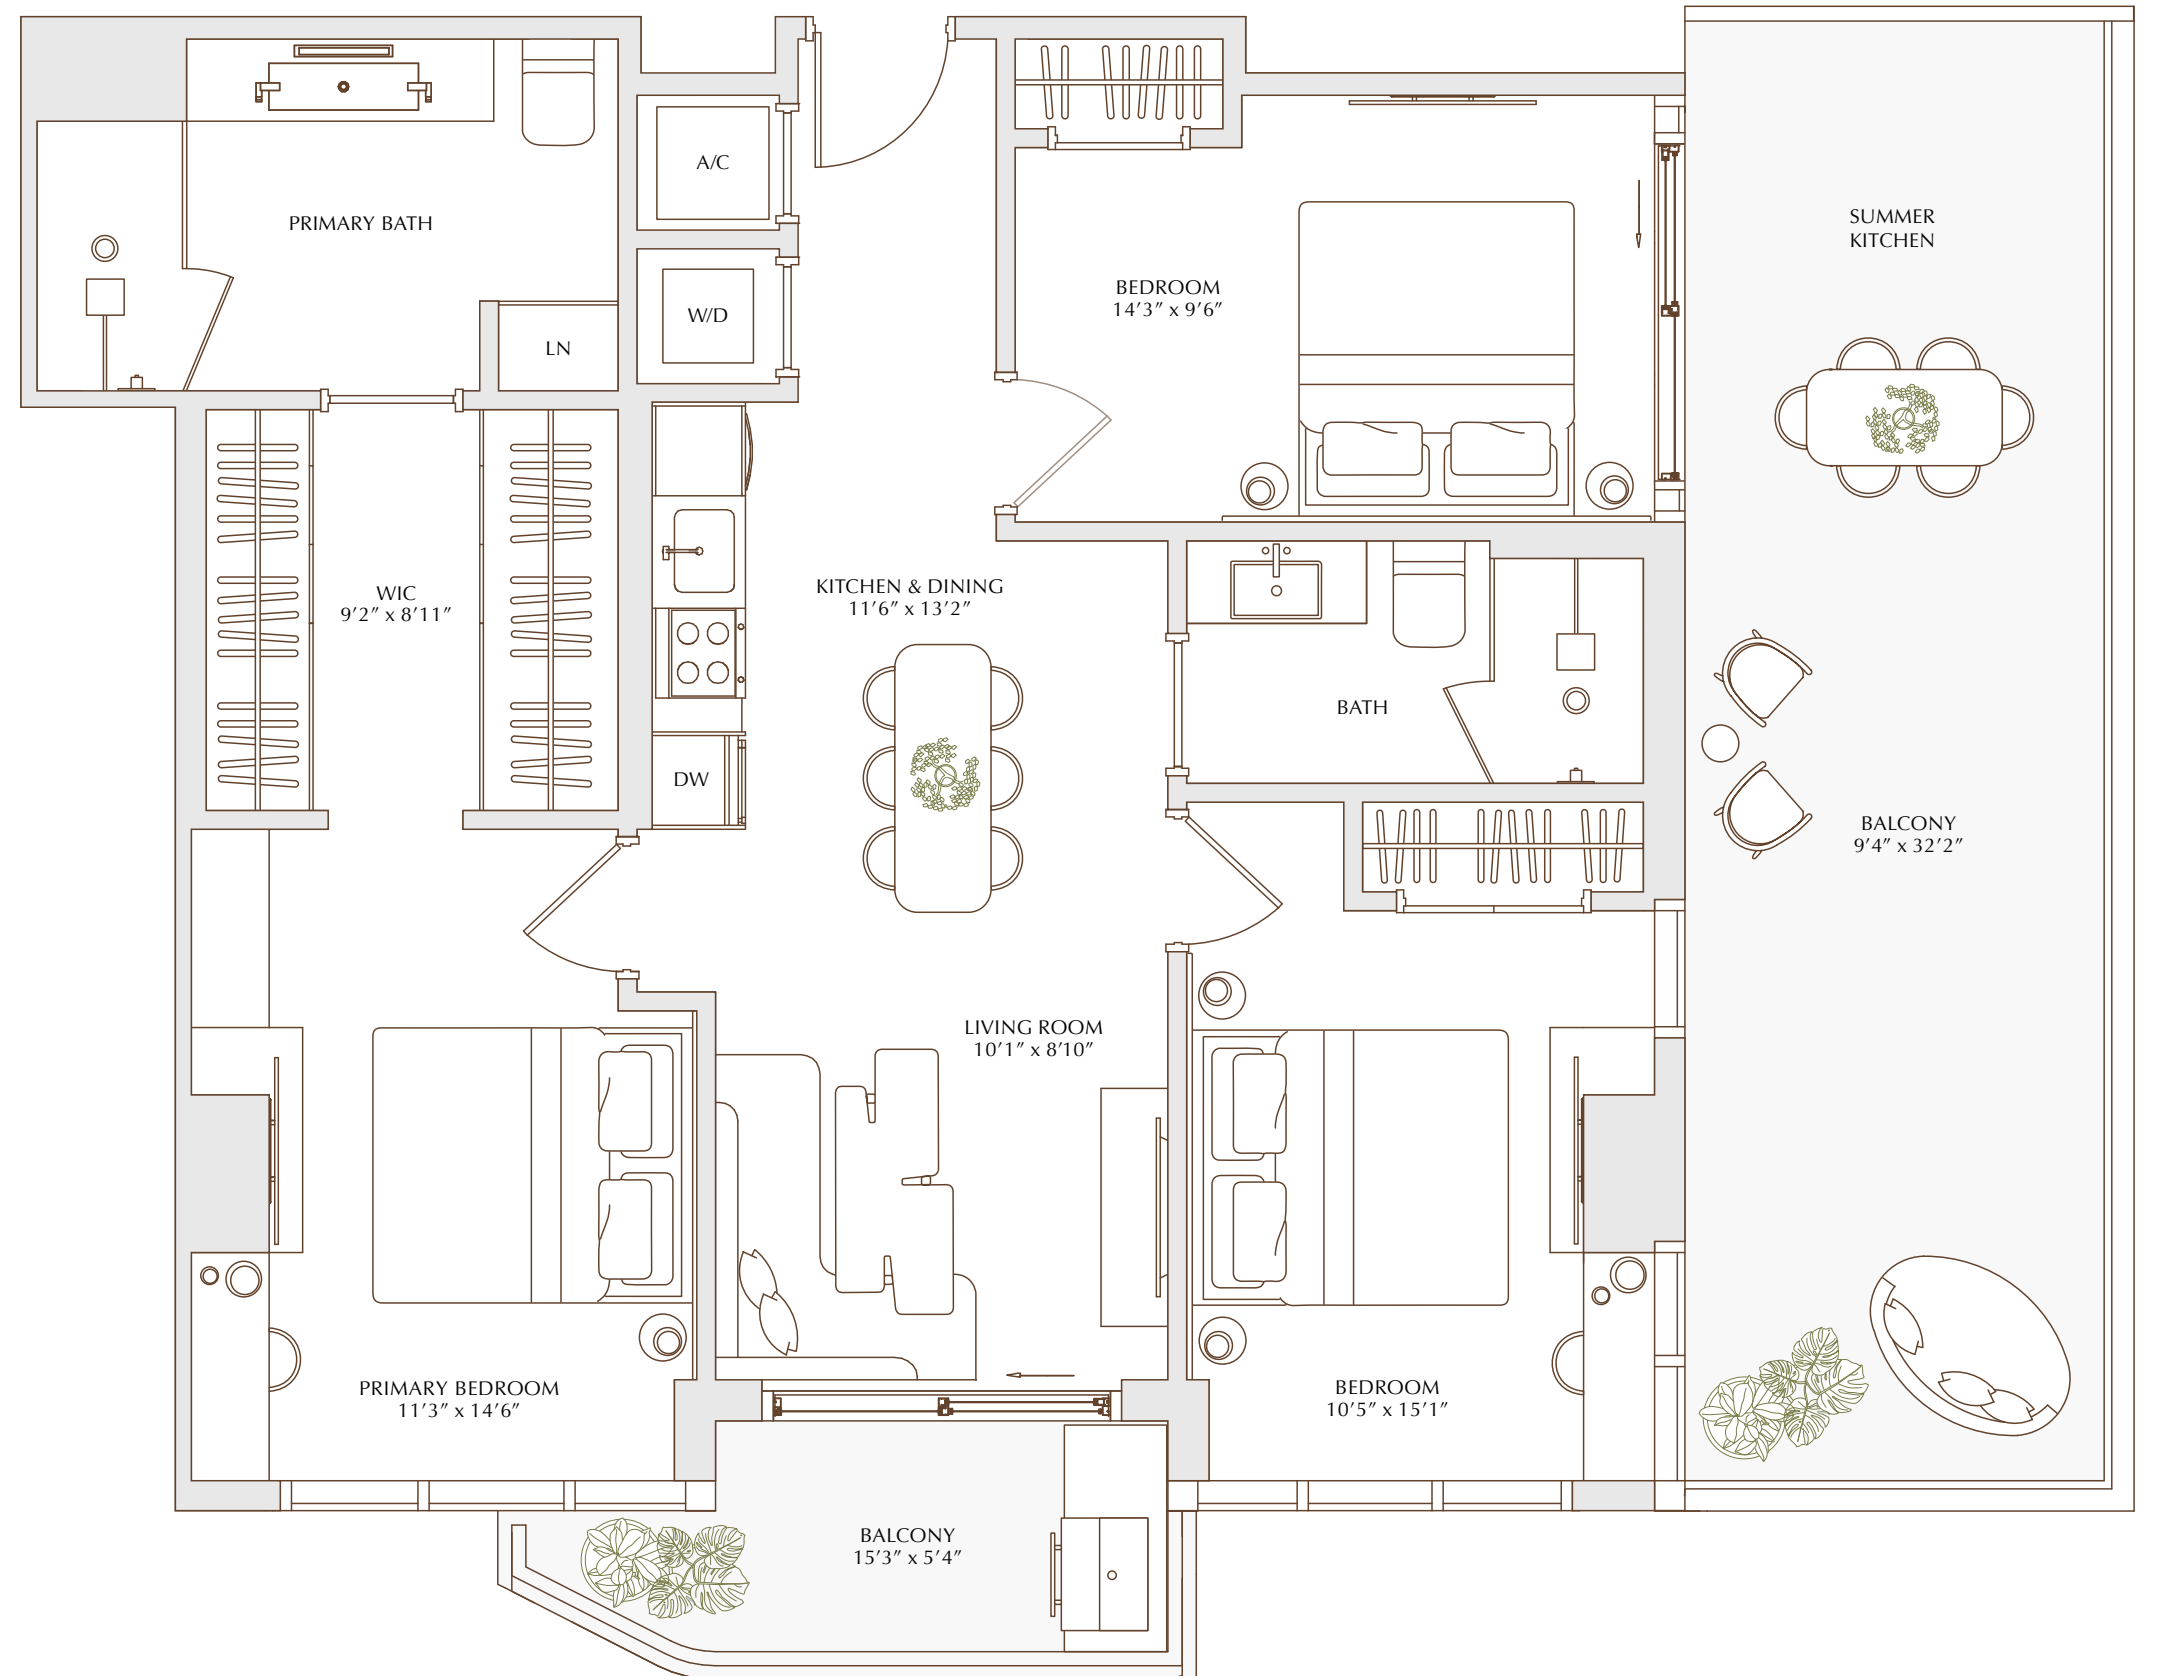 A/C
PRIMARY BATH
SUMMER
KITCHEN
BEDROOM
14'3" x 9'6"
W/D
LN
WIC
9'2" x 8'11"
KITCHEN & DINING
11'6" x 13'2"
BATH
DW
BALCONY
9'4" x 32'2"
LIVING ROOM
10'1" x 8'10"
PRIMARY BEDROOM
11'3" x 14'6"
BEDROOM
10'5" x 15'1"
BALCONY
15'3" x 5'4"